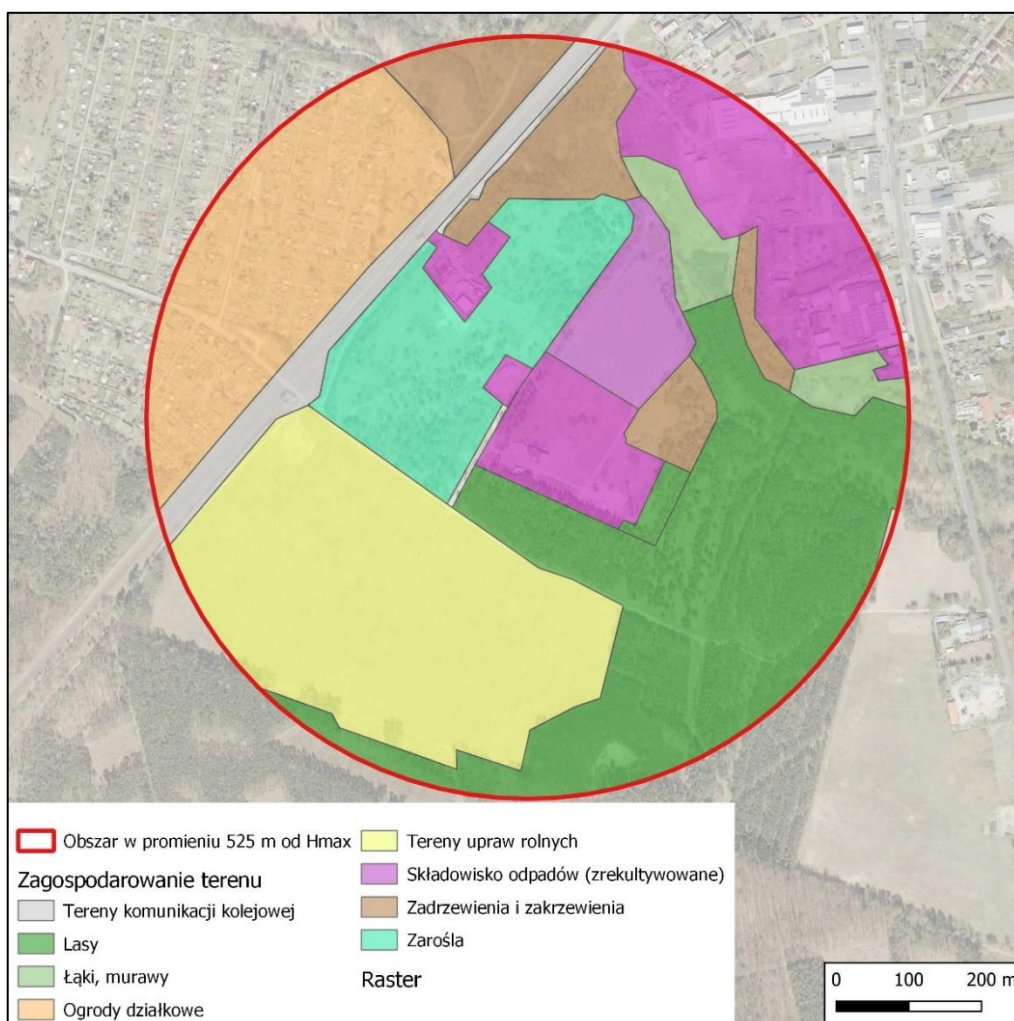 Obszar w promieniu 525 m od Hmax
Zagospodarowanie terenu
Tereny komunikacji kolejowej
Lasy
Łąki, murawy
Ogrody działkowe
Tereny upraw rolnych
Składowisko odpadów (zrekultywowane)
Zadrzewienia i zakrzewienia
Zarośla
Raster
0 100 200 m